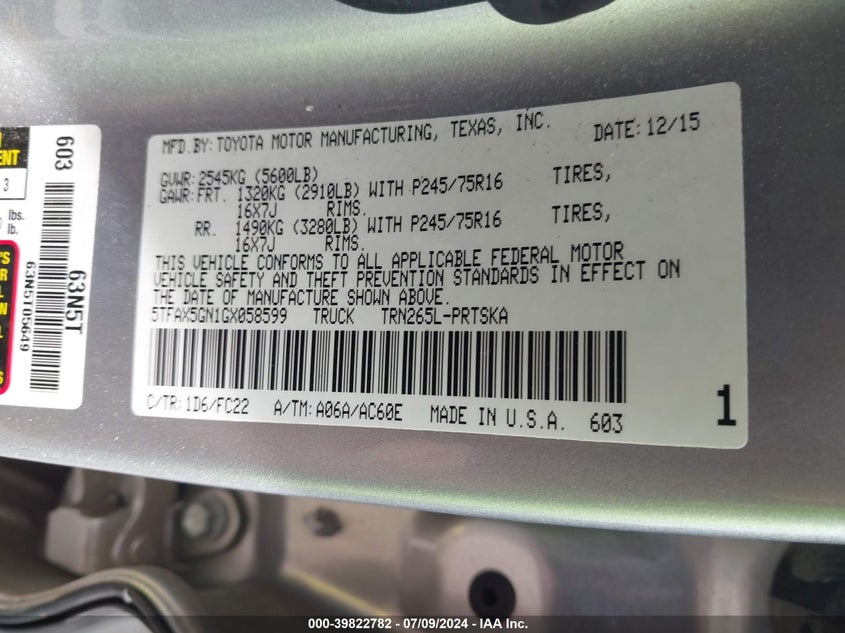 MFD.BY:TOYOTA MOTOR MANUFACTURING, TEXAS, INC. DATE:12/15
GVWR:2545KG (5600LB)
GAWR:FRT. 1320KG (2910LB) WITH P245/75R16 TIRES,
16X7J RIMS.
RR. 1490KG (3280LB) WITH P245/75R16 TIRES,
16X7J RIMS.
THIS VEHICLE CONFORMS TO ALL APPLICABLE FEDERAL MOTOR
VEHICLE SAFETY AND THEFT PREVENTION STANDARDS IN EFFECT ON
THE DATE OF MANUFACTURE SHOWN ABOVE.
5TFAX5GN1GX058599 TRUCK TRN265L-PRTSKA
C/TR:1D6/FC22 A/TM:A06A/AC60E MADE IN U.S.A. 603
1
603
63N5T
63N5T05649
3
lbs.
lb.
000-39822782 - 07/09/2024 - IAA Inc.